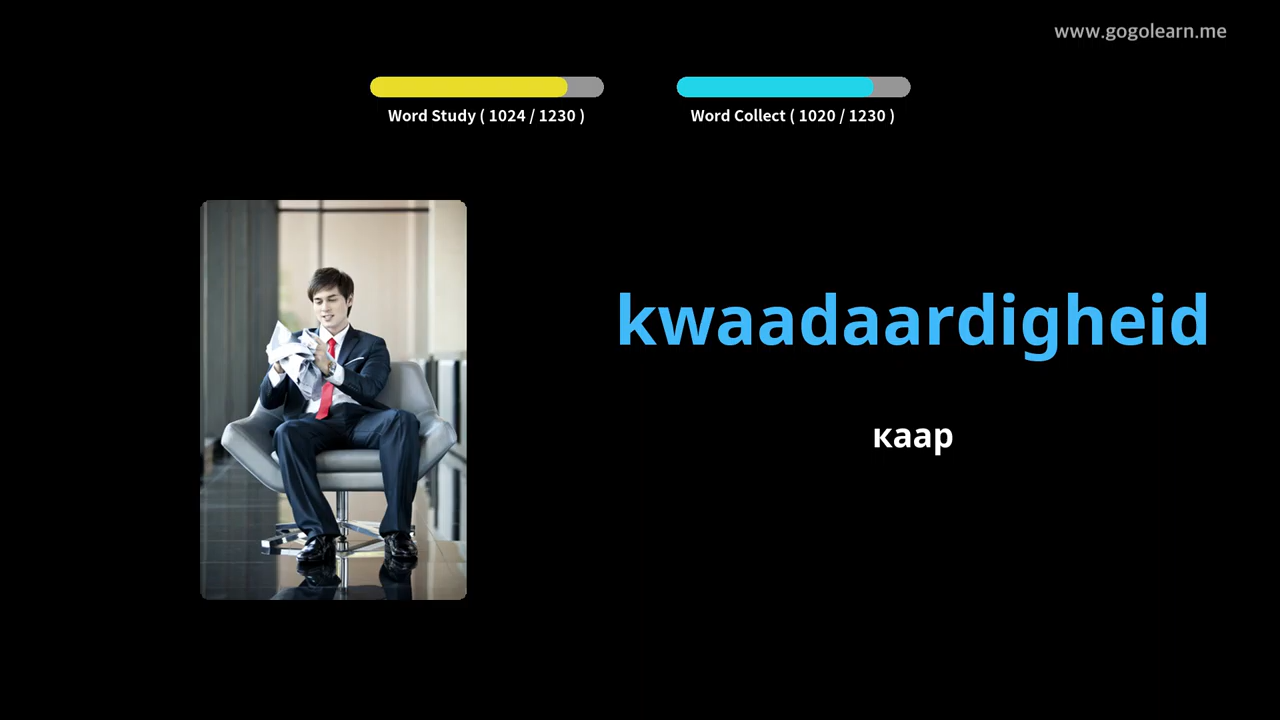 www.gogolearn.me
Word Study ( 1024 / 1230 )
Word Collect ( 1020 / 1230 )
kwaadaardigheid
каар